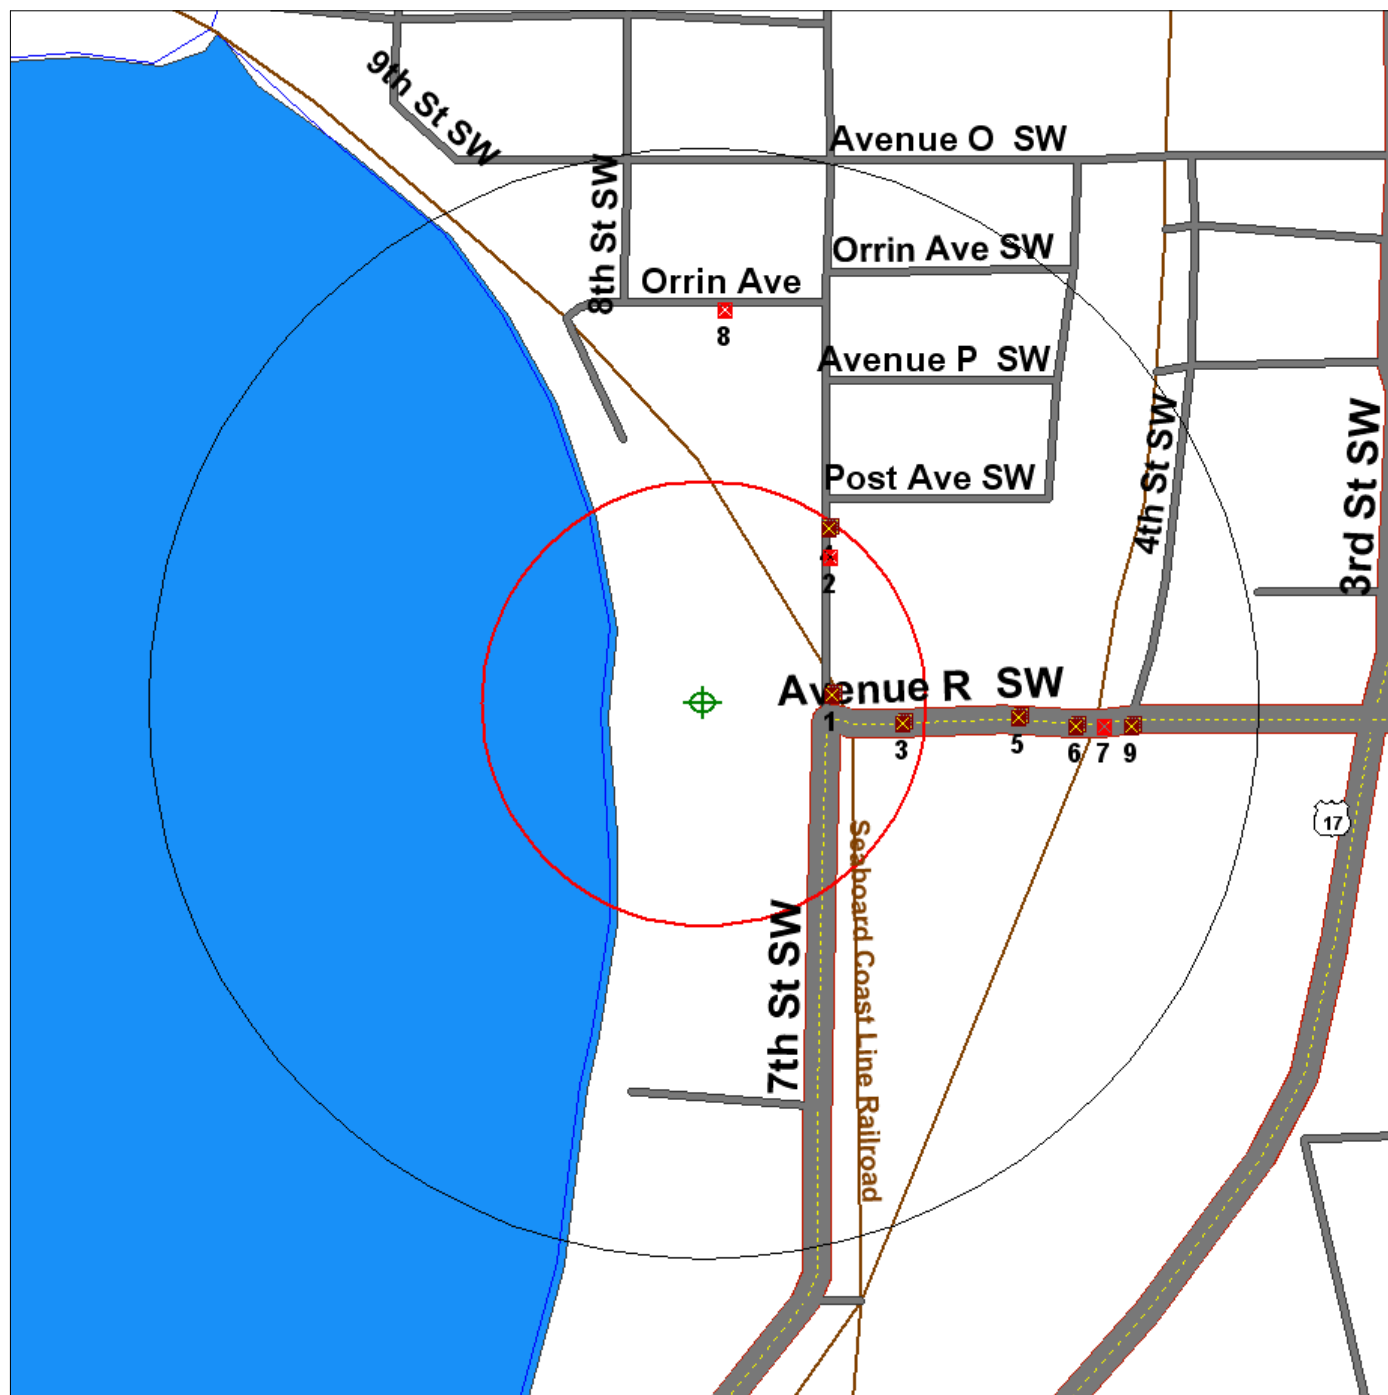 9th St SW
Avenue O SW
8th St SW
Orrin Ave SW
Orrin Ave
8
Avenue P SW
4th St SW
3rd St SW
Post Ave SW
4
2
Avenue R SW
1
3
5
6
7
9
17
Seaboard Coast Line Railroad
7th St SW